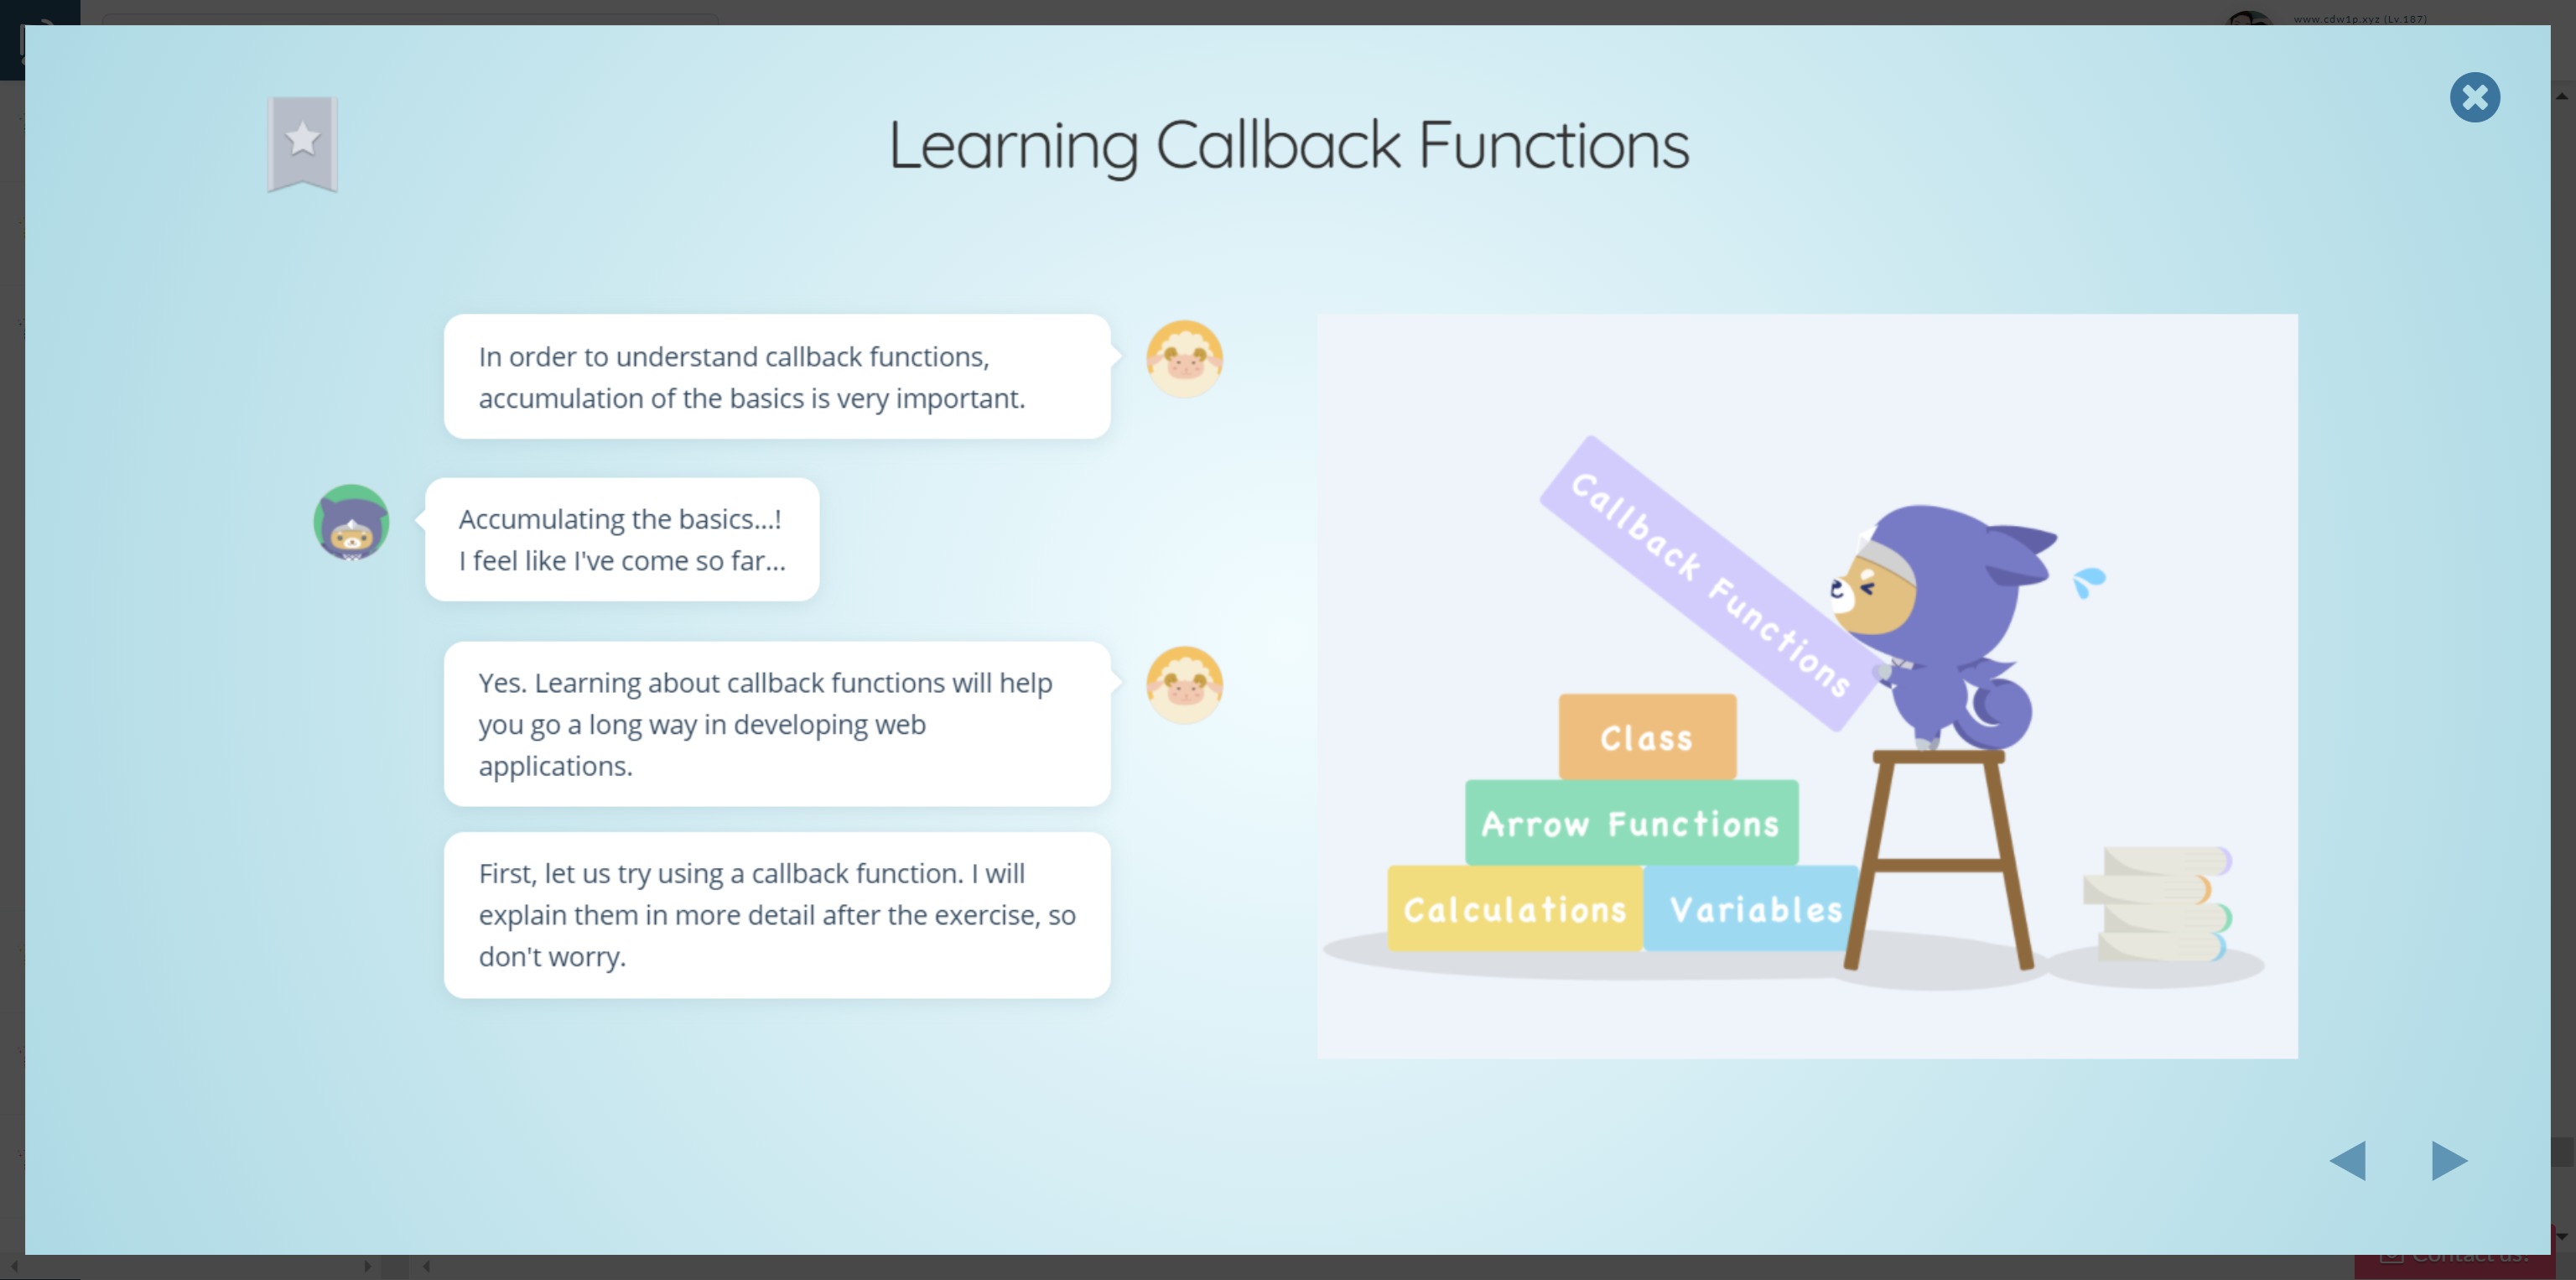 www.cdw1p.xyz (Lv.187)
Learning Callback Functions
In order to understand callback functions,
accumulation of the basics is very important.
Accumulating the basics...!
I feel like I've come so far...
Yes. Learning about callback functions will help
you go a long way in developing web
applications.
First, let us try using a callback function. I will
explain them in more detail after the exercise, so
don't worry.
Callback Functions
Class
Arrow Functions
Calculations
Variables
Contact us!